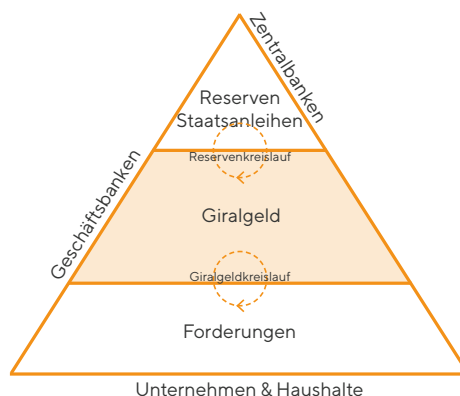 Zentralbanken
Reserven
Staatsanleihen
Reservenkreislauf
Geschäftsbanken
Giralgeld
Giralgeldkreislauf
Forderungen
Unternehmen & Haushalte